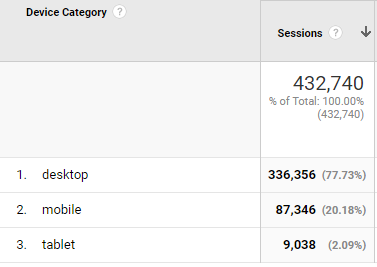 Device Category ?
Sessions ?
432,740
% of Total: 100.00%
(432,740)
1. desktop 336,356 (77.73%)
2. mobile 87,346 (20.18%)
3. tablet 9,038 (2.09%)